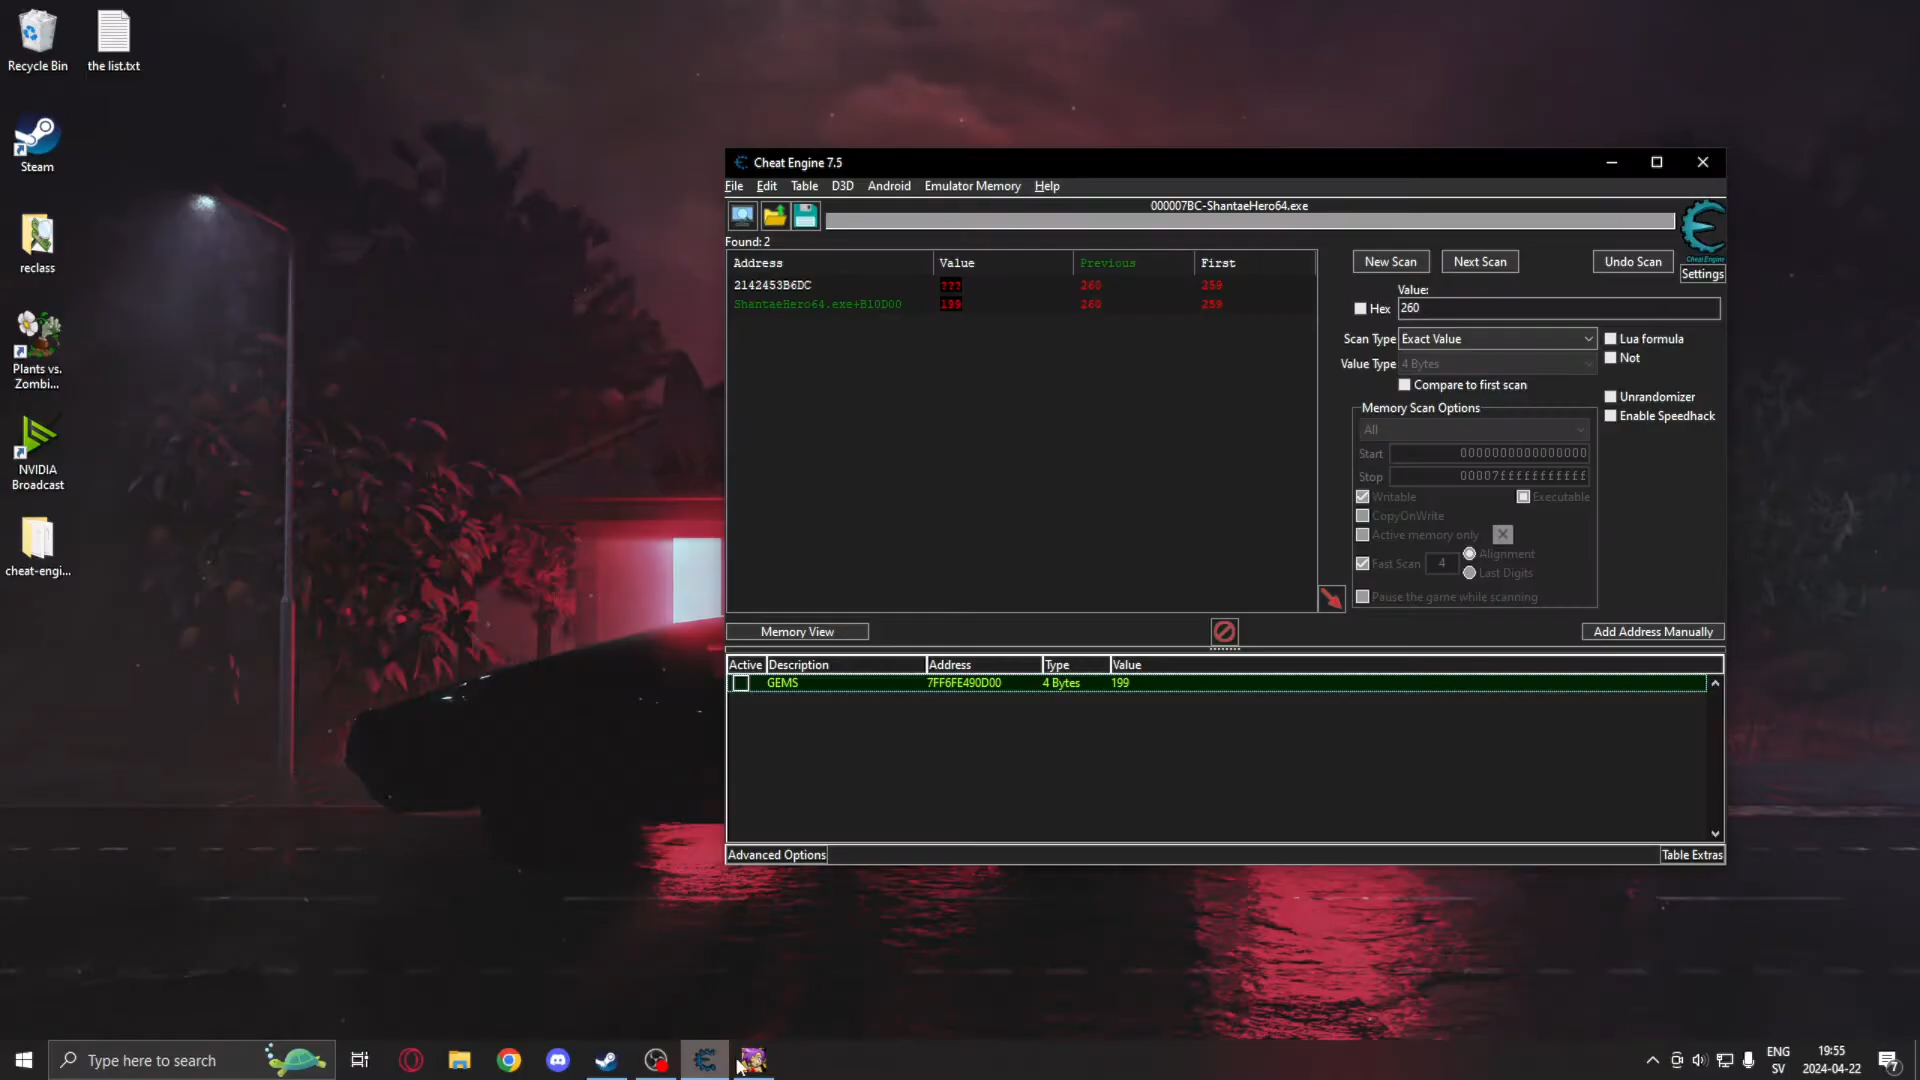 Recycle Bin
the list.txt
Steam
reclass
Plants vs.
Zombi...
NVIDIA
Broadcast
cheat-engi...
Cheat Engine 7.5
File Edit Table D3D Android Emulator Memory Help
000007BC-ShantaeHero64.exe
Found: 2
Address Value Previous First
2142453B6DC ??? 260 259
ShantaeHero64.exe+B10D00 199 260 259
New Scan Next Scan Undo Scan
Cheat Engine
Settings
Value:
Hex 260
Scan Type Exact Value Lua formula
Not
Value Type 4 Bytes
Compare to first scan
Memory Scan Options Unrandomizer
All Enable Speedhack
Start 0000000000000000
Stop 00007fffffffffff
Writable Executable
CopyOnWrite
Active memory only
Fast Scan 4 Alignment
Last Digits
Pause the game while scanning
Memory View Add Address Manually
Active Description Address Type Value
GEMS 7FF6FE490D00 4 Bytes 199
Advanced Options Table Extras
Type here to search
ENG
SV
19:55
2024-04-22
7